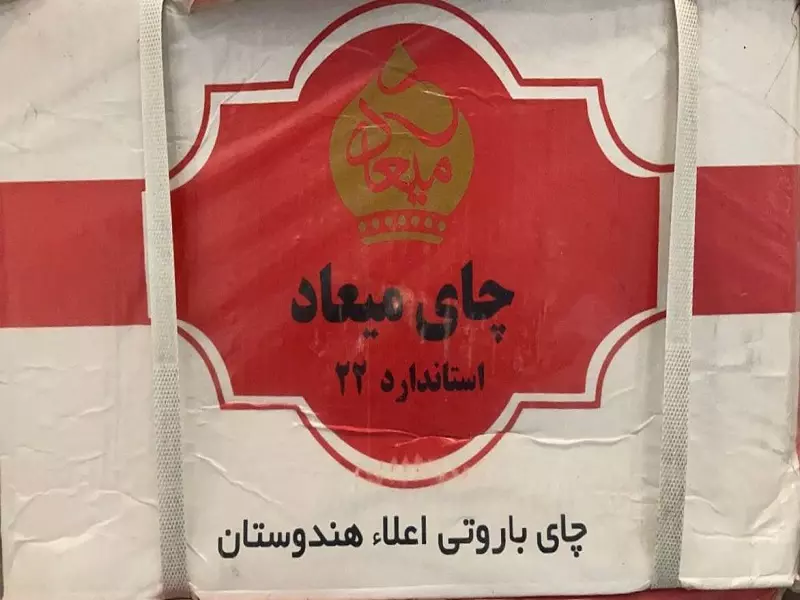 میعاد
چای میعاد
استاندارد ۲۲
چای باروتی اعلاء هندوستان